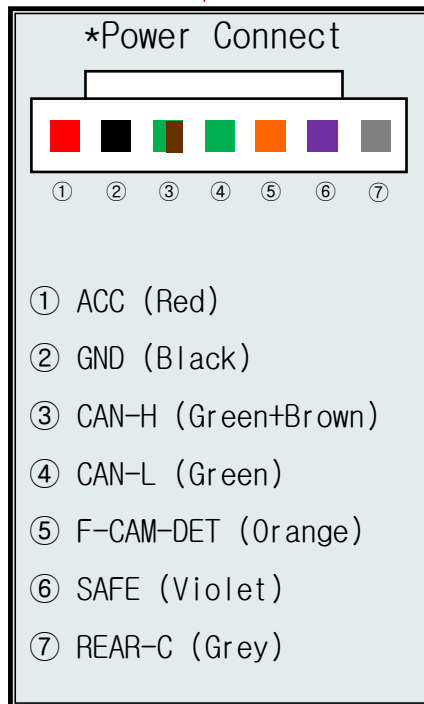 *Power Connect
① ② ③ ④ ⑤ ⑥ ⑦
① ACC (Red)
② GND (Black)
③ CAN-H (Green+Brown)
④ CAN-L (Green)
⑤ F-CAM-DET (Orange)
⑥ SAFE (Violet)
⑦ REAR-C (Grey)